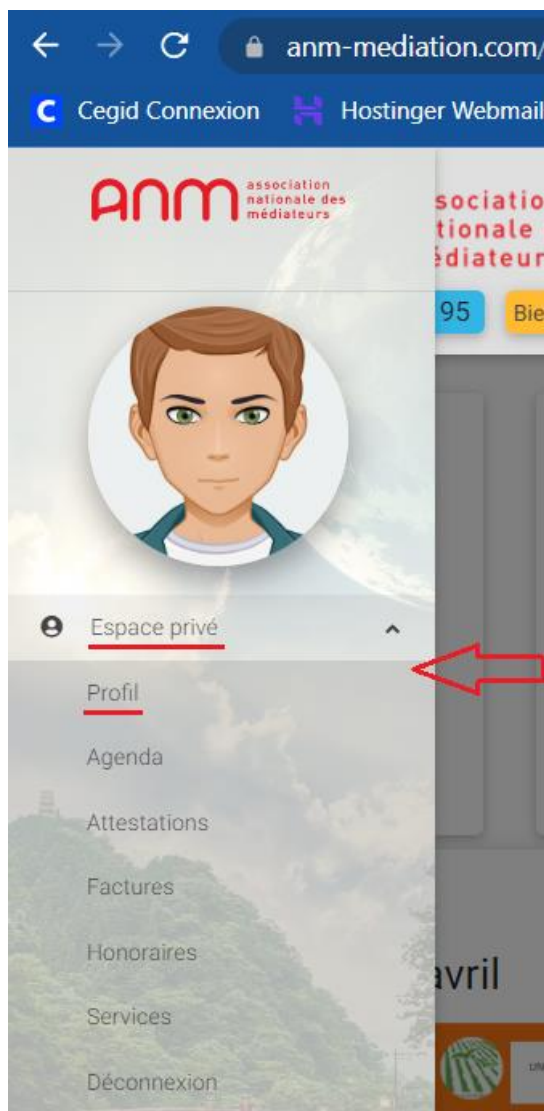 anm-mediation.com/
Cegid Connexion
Hostinger Webmail
anm association
nationale des
médiateurs
sociatio
tionale
édiateur
95
Bie
Espace privé
Profil
Agenda
Attestations
Factures
Honoraires
Services
Déconnexion
avril
UN